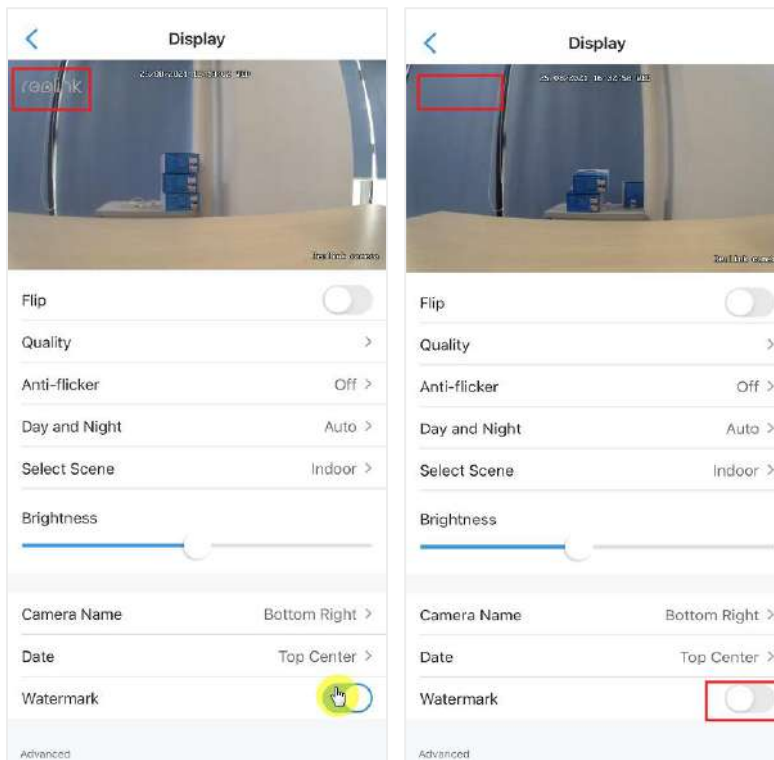 Display
reolink
Flip
Quality
Anti-flicker Off
Day and Night Auto
Select Scene Indoor
Brightness
Camera Name Bottom Right
Date Top Center
Watermark
Advanced
Display
Flip
Quality
Anti-flicker Off
Day and Night Auto
Select Scene Indoor
Brightness
Camera Name Bottom Right
Date Top Center
Watermark
Advanced